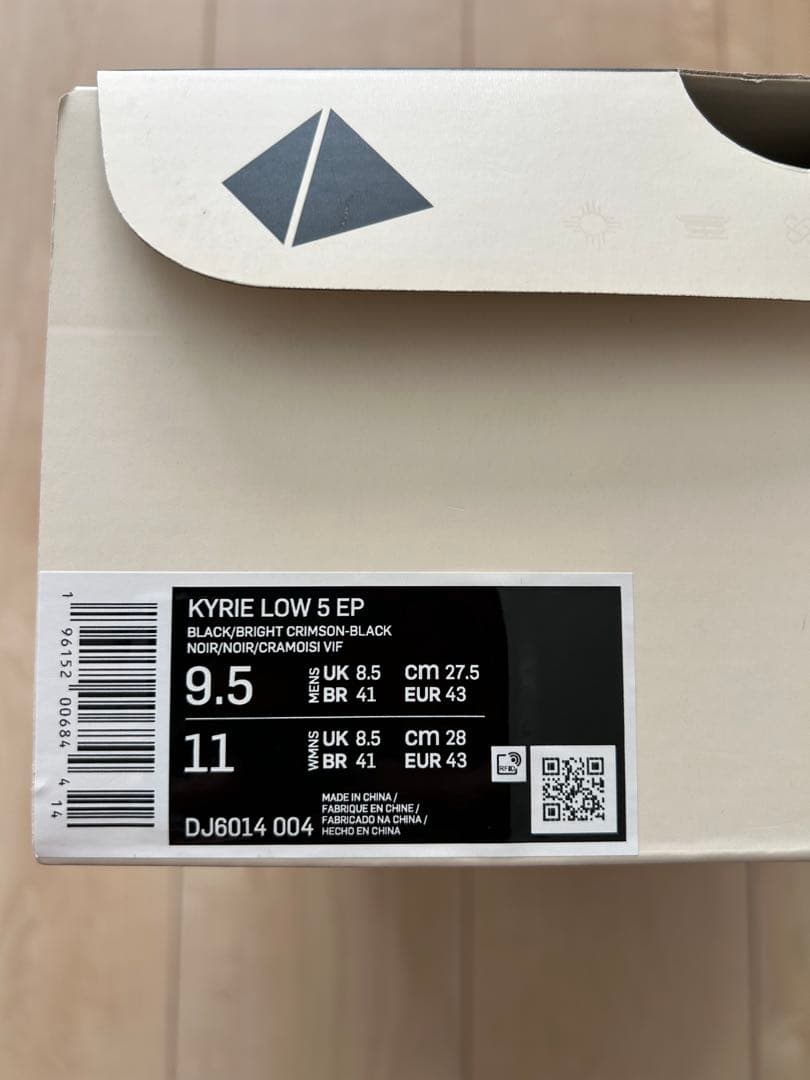 KYRIE LOW 5 EP
BLACK/BRIGHT CRIMSON-BLACK
NOIR/NOIR/CRAMOISI VIF
9.5 MENS UK 8.5 cm 27.5
BR 41 EUR 43
11 WMNS UK 8.5 cm 28
BR 41 EUR 43
RFID
DJ6014 004
MADE IN CHINA /
FABRIQUE EN CHINE /
FABRICADO NA CHINA /
HECHO EN CHINA
1 96152 00684 4 14